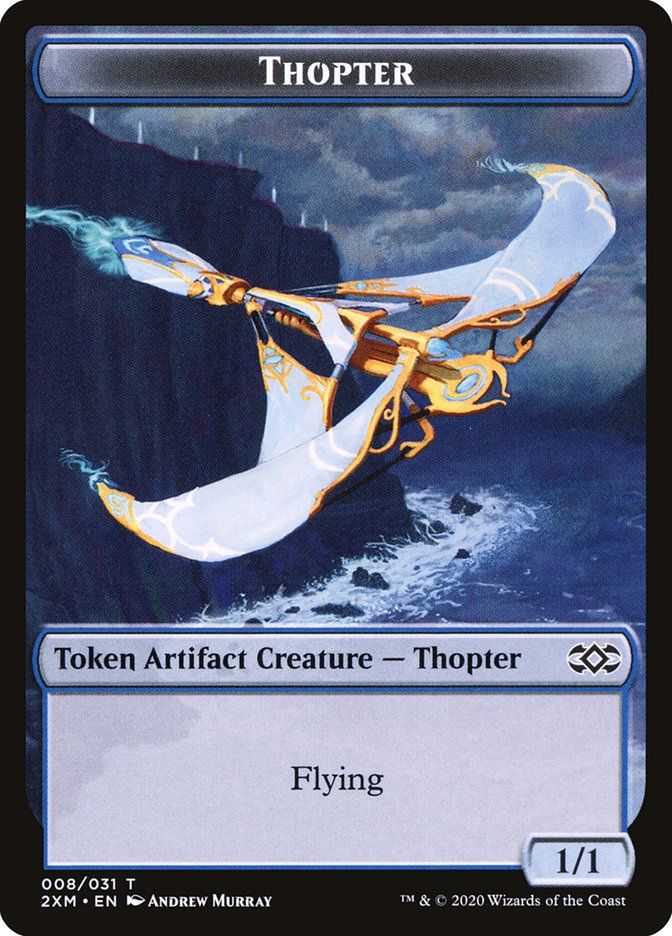 Thopter
Token Artifact Creature — Thopter
Flying
1/1
008/031 T
2XM • EN Andrew Murray
™ & © 2020 Wizards of the Coast